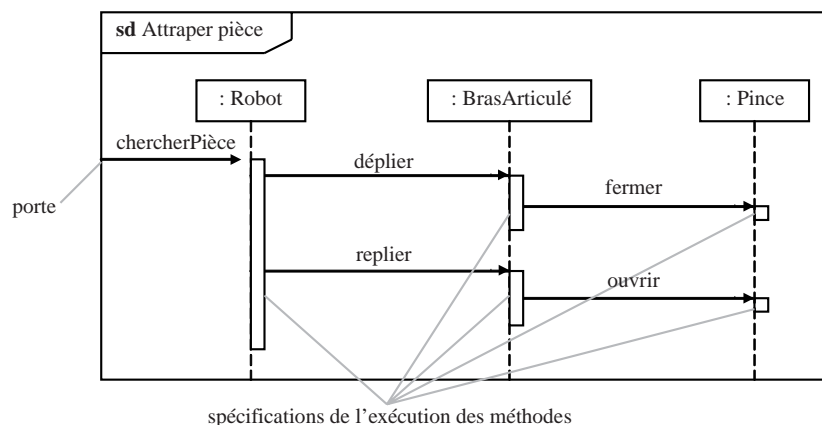 sd Attraper pièce
: Robot
: BrasArticulé
: Pince
chercherPièce
déplier
fermer
porte
replier
ouvrir
spécifications de l’exécution des méthodes